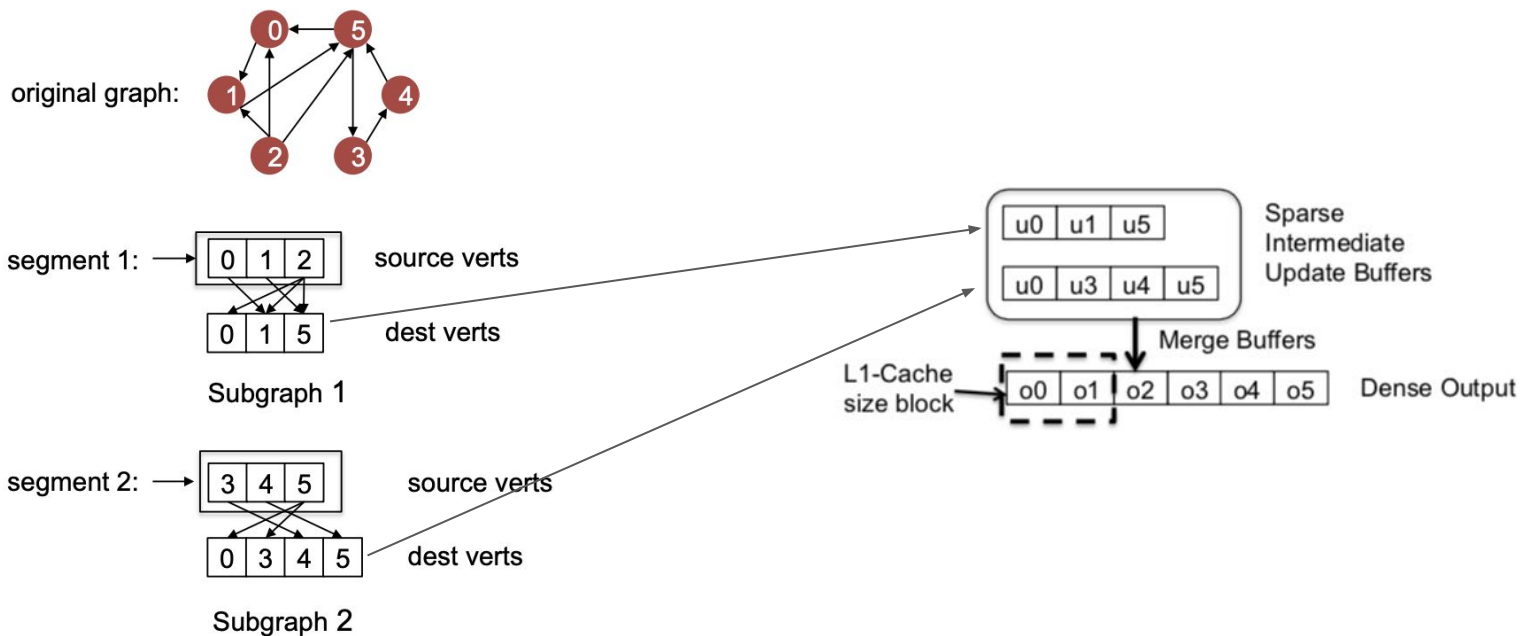 original graph:
0 5
1 4
2 3
segment 1:
0 1 2
source verts
0 1 5
dest verts
Subgraph 1
segment 2:
3 4 5
source verts
0 3 4 5
dest verts
Subgraph 2
u0 u1 u5
u0 u3 u4 u5
Sparse
Intermediate
Update Buffers
Merge Buffers
L1-Cache
size block
o0 o1 o2 o3 o4 o5
Dense Output